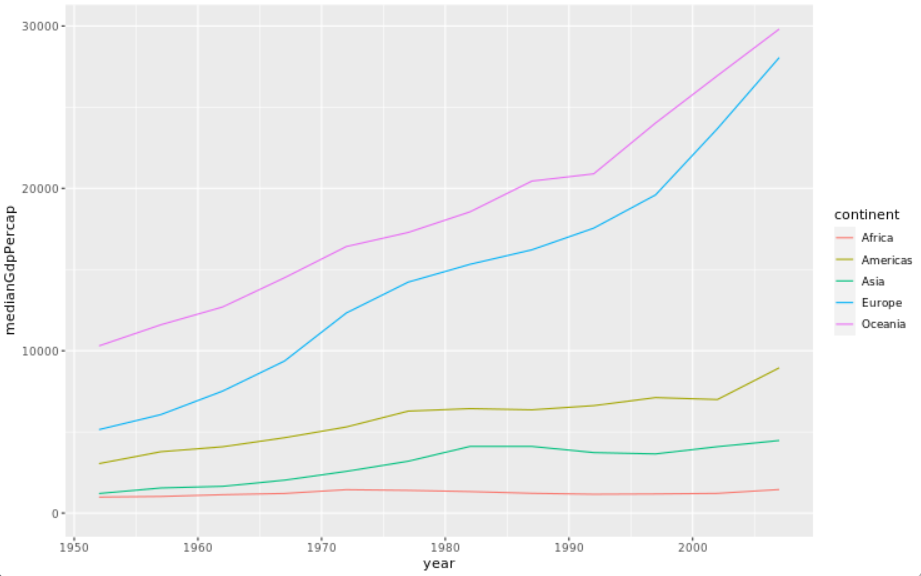 30000
20000
10000
0
medianGdpPercap
1950 1960 1970 1980 1990 2000
year
continent
Africa
Americas
Asia
Europe
Oceania